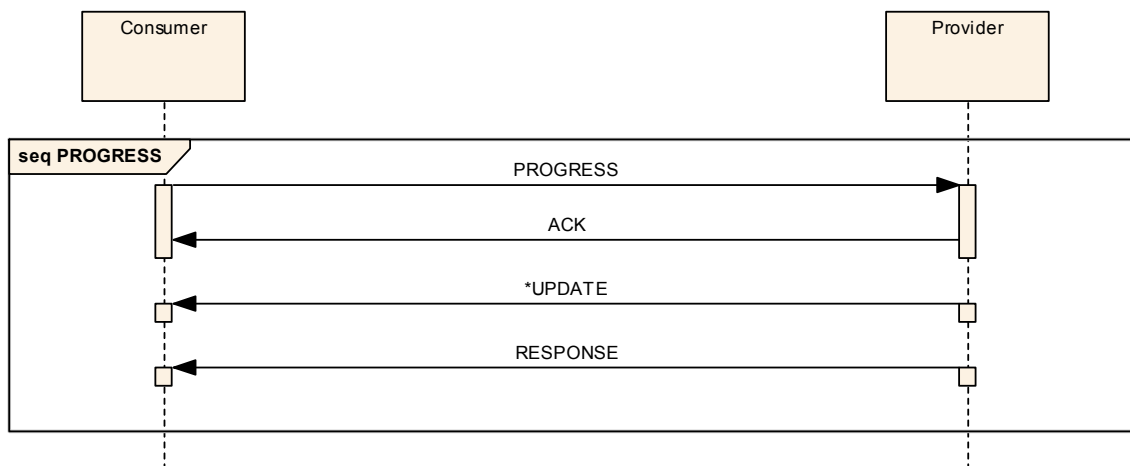 Consumer
Provider
seq PROGRESS
PROGRESS
ACK
*UPDATE
RESPONSE